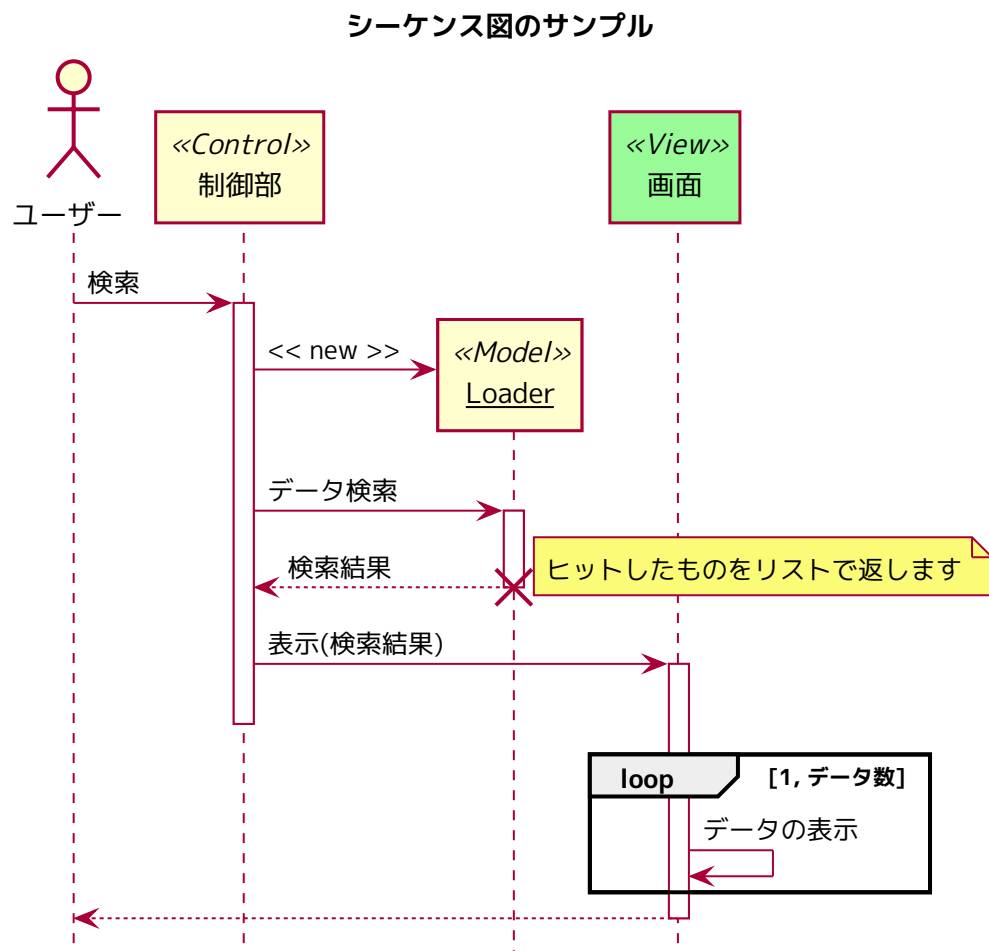 シーケンス図のサンプル
ユーザー
«Control»
制御部
«View»
画面
検索
<< new >>
«Model»
Loader
データ検索
検索結果
ヒットしたものをリストで返します
表示(検索結果)
loop [1, データ数]
データの表示